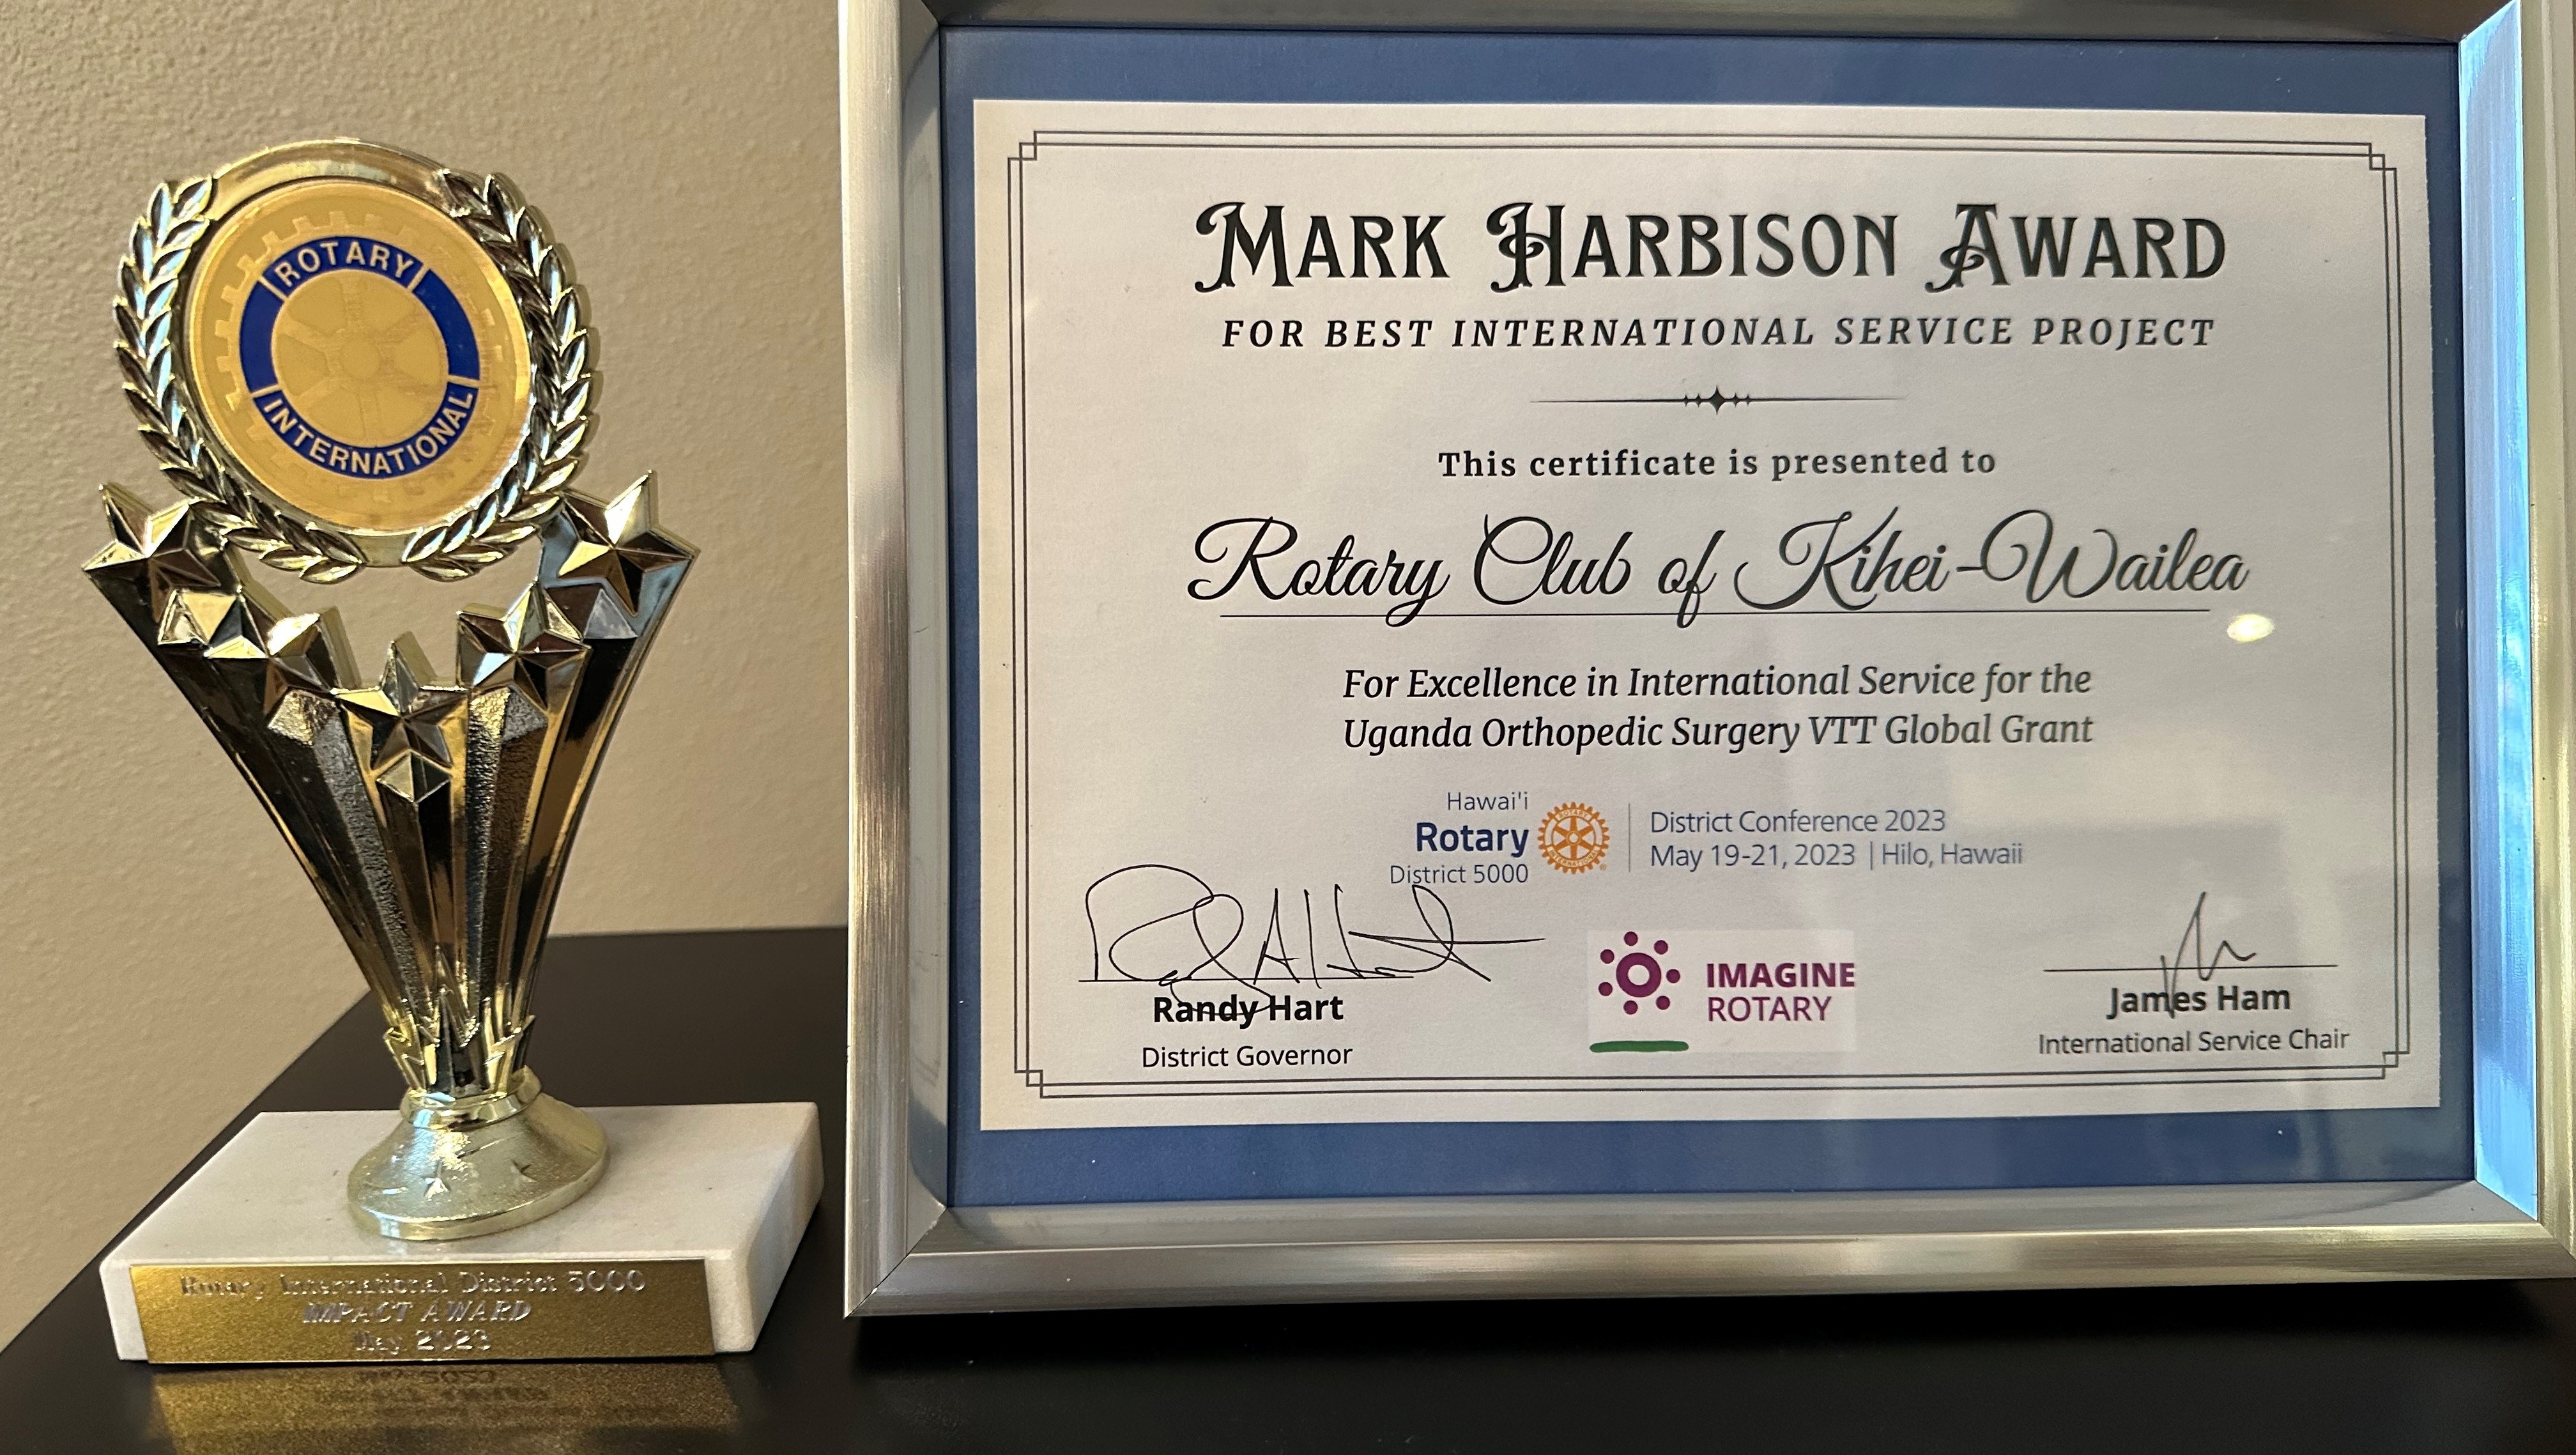 ROTARY
INTERNATIONAL
Rotary International District 5000
IMPACT AWARD
May 2023
MARK HARBISON AWARD
FOR BEST INTERNATIONAL SERVICE PROJECT
This certificate is presented to
Rotary Club of Kihei-Wailea
For Excellence in International Service for the
Uganda Orthopedic Surgery VTT Global Grant
Hawai'i
Rotary
District 5000
District Conference 2023
May 19-21, 2023 | Hilo, Hawaii
Randy Hart
District Governor
IMAGINE
ROTARY
James Ham
International Service Chair